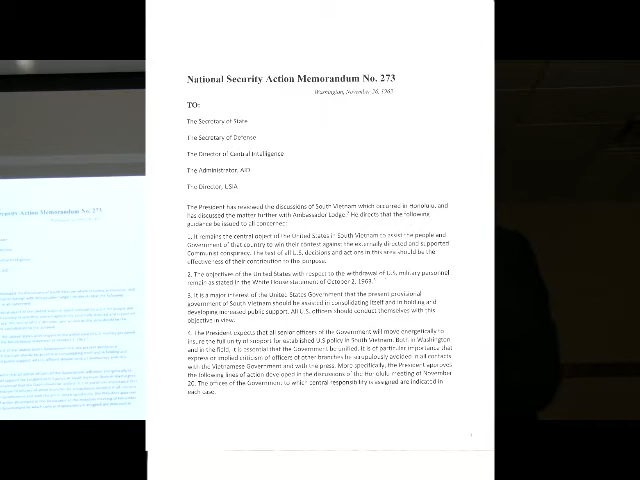 National Security Action Memorandum No. 273
Washington, November 26, 1963
TO:
The Secretary of State
The Secretary of Defense
The Director of Central Intelligence
The Administrator, AID
The Director, USIA
The President has reviewed the discussions of South Vietnam which occurred in Honolulu, and
has discussed the matter further with Ambassador Lodge.² He directs that the following
guidance be issued to all concerned:
1. It remains the central object of the United States in South Vietnam to assist the people and
Government of that country to win their contest against the externally directed and supported
Communist conspiracy. The test of all U.S. decisions and actions in this area should be the
effectiveness of their contribution to this purpose.
2. The objectives of the United States with respect to the withdrawal of U.S. military personnel
remain as stated in the White House statement of October 2, 1963.
3. It is a major interest of the United States Government that the present provisional
government of South Vietnam should be assisted in consolidating itself and in holding and
developing increased public support. All U.S. officers should conduct themselves with this
objective in view.
4. The President expects that all senior officers of the Government will move energetically to
insure the full unity of support for established U.S. policy in South Vietnam. Both in Washington
and in the field, it is essential that the Government be unified. It is of particular importance that
express or implied criticism of officers of other branches be scrupulously avoided in all contacts
with the Vietnamese Government and with the press. More specifically, the President approves
the following lines of action developed in the discussions of the Honolulu meeting of November
20. The offices of the Government to which central responsibility is assigned are indicated in
each case.
1
curity Action Memorandum No. 273